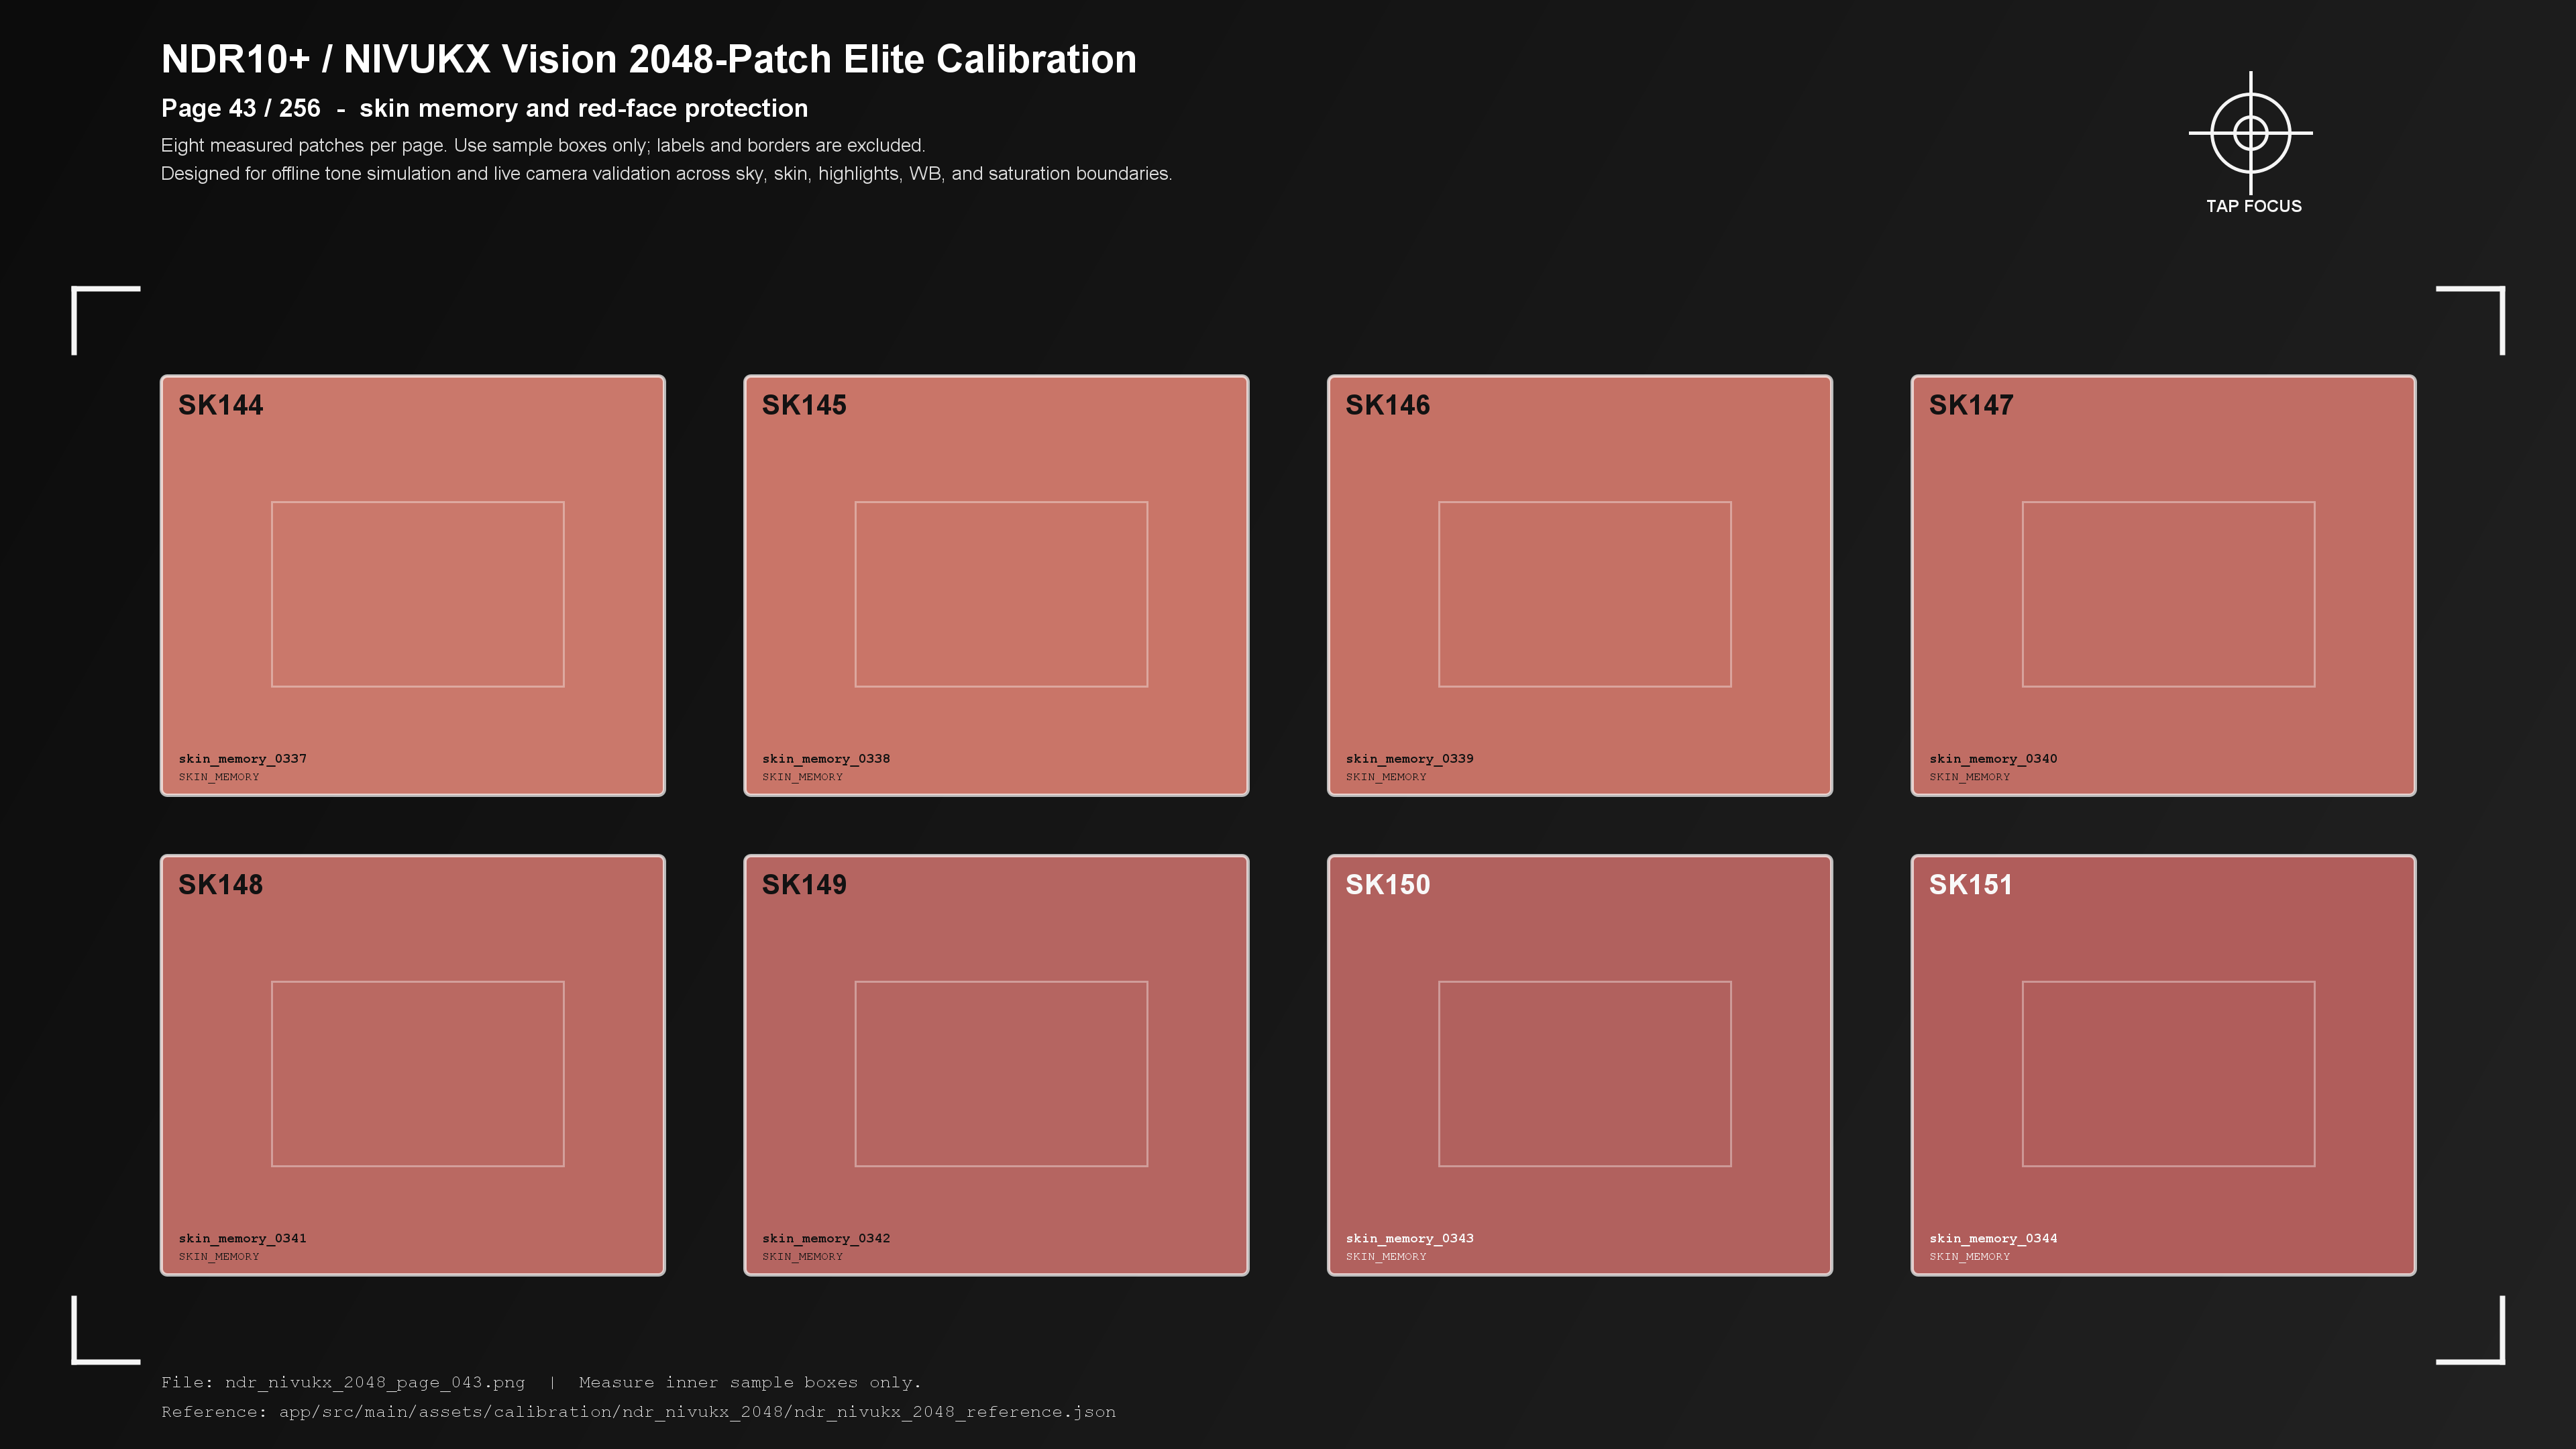 NDR10+ / NIVUKX Vision 2048-Patch Elite Calibration
Page 43 / 256 - skin memory and red-face protection
Eight measured patches per page. Use sample boxes only; labels and borders are excluded.
Designed for offline tone simulation and live camera validation across sky, skin, highlights, WB, and saturation boundaries.
TAP FOCUS
SK144
skin_memory_0337
SKIN_MEMORY
SK145
skin_memory_0338
SKIN_MEMORY
SK146
skin_memory_0339
SKIN_MEMORY
SK147
skin_memory_0340
SKIN_MEMORY
SK148
skin_memory_0341
SKIN_MEMORY
SK149
skin_memory_0342
SKIN_MEMORY
SK150
skin_memory_0343
SKIN_MEMORY
SK151
skin_memory_0344
SKIN_MEMORY
File: ndr_nivukx_2048_page_043.png | Measure inner sample boxes only.
Reference: app/src/main/assets/calibration/ndr_nivukx_2048/ndr_nivukx_2048_reference.json